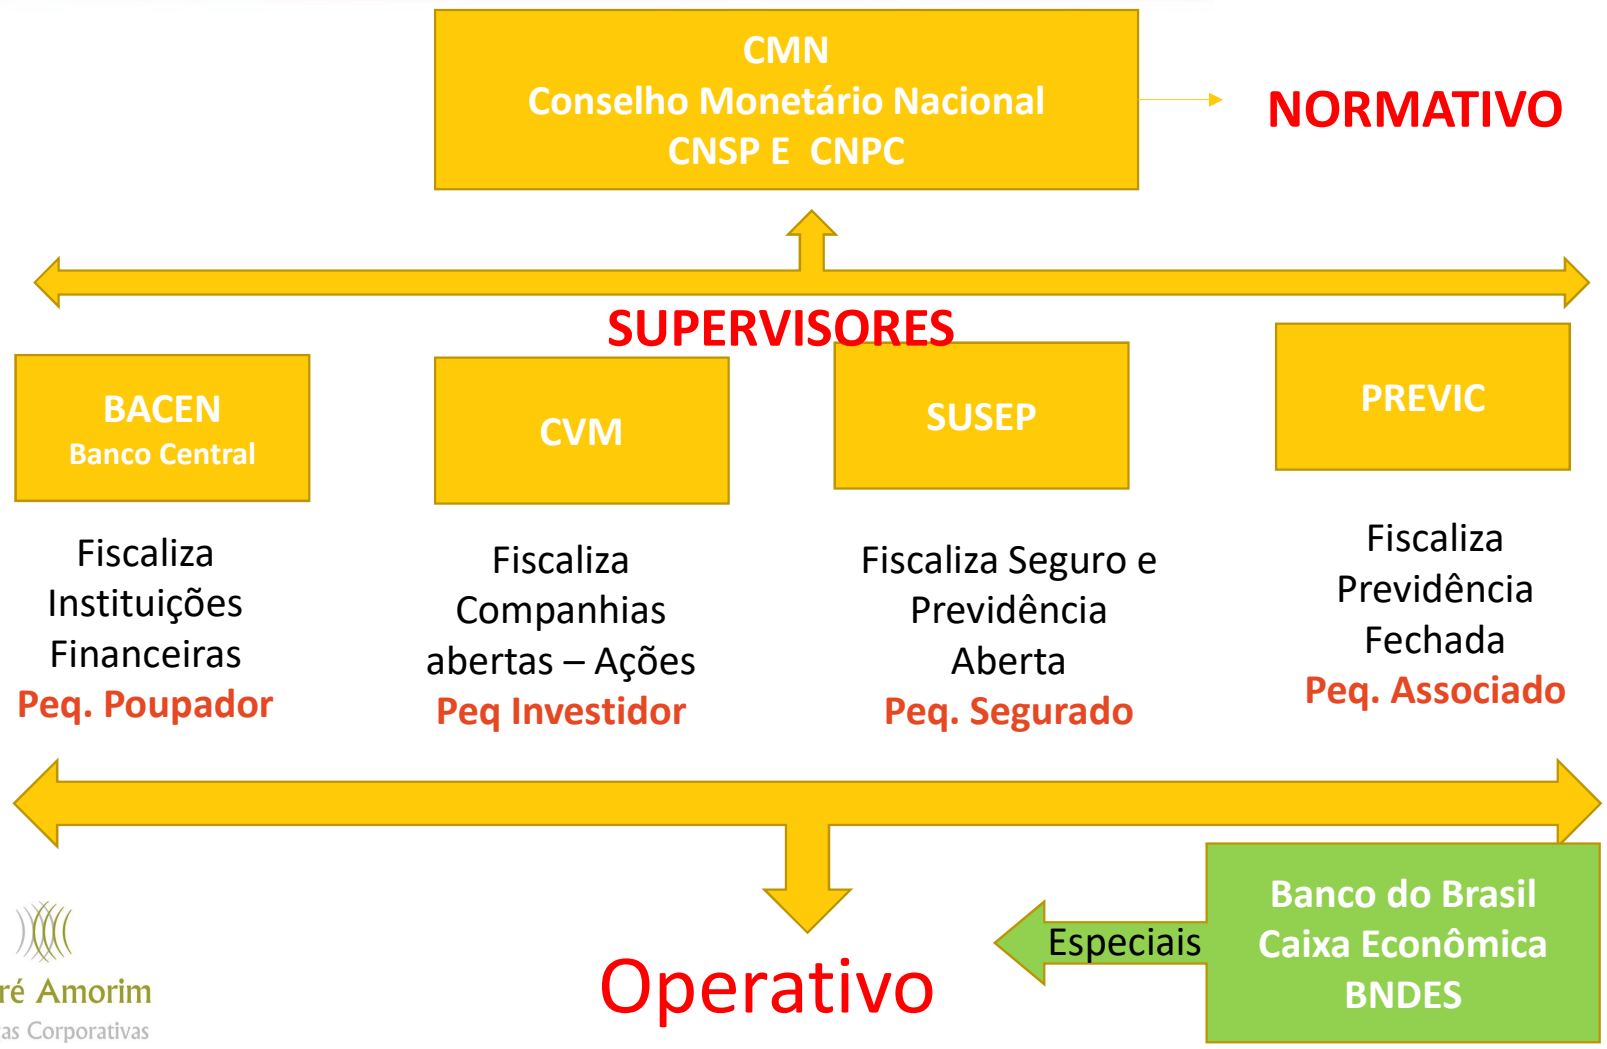 CMN
Conselho Monetário Nacional
CNSP E CNPC
NORMATIVO
SUPERVISORES
BACEN
Banco Central
CVM
SUSEP
PREVIC
Fiscaliza
Instituições
Financeiras
Peq. Poupador
Fiscaliza
Companhias
abertas – Ações
Peq Investidor
Fiscaliza Seguro e
Previdência
Aberta
Peq. Segurado
Fiscaliza
Previdência
Fechada
Peq. Associado
Operativo
Especiais
Banco do Brasil
Caixa Econômica
BNDES
ré Amorim
as Corporativas